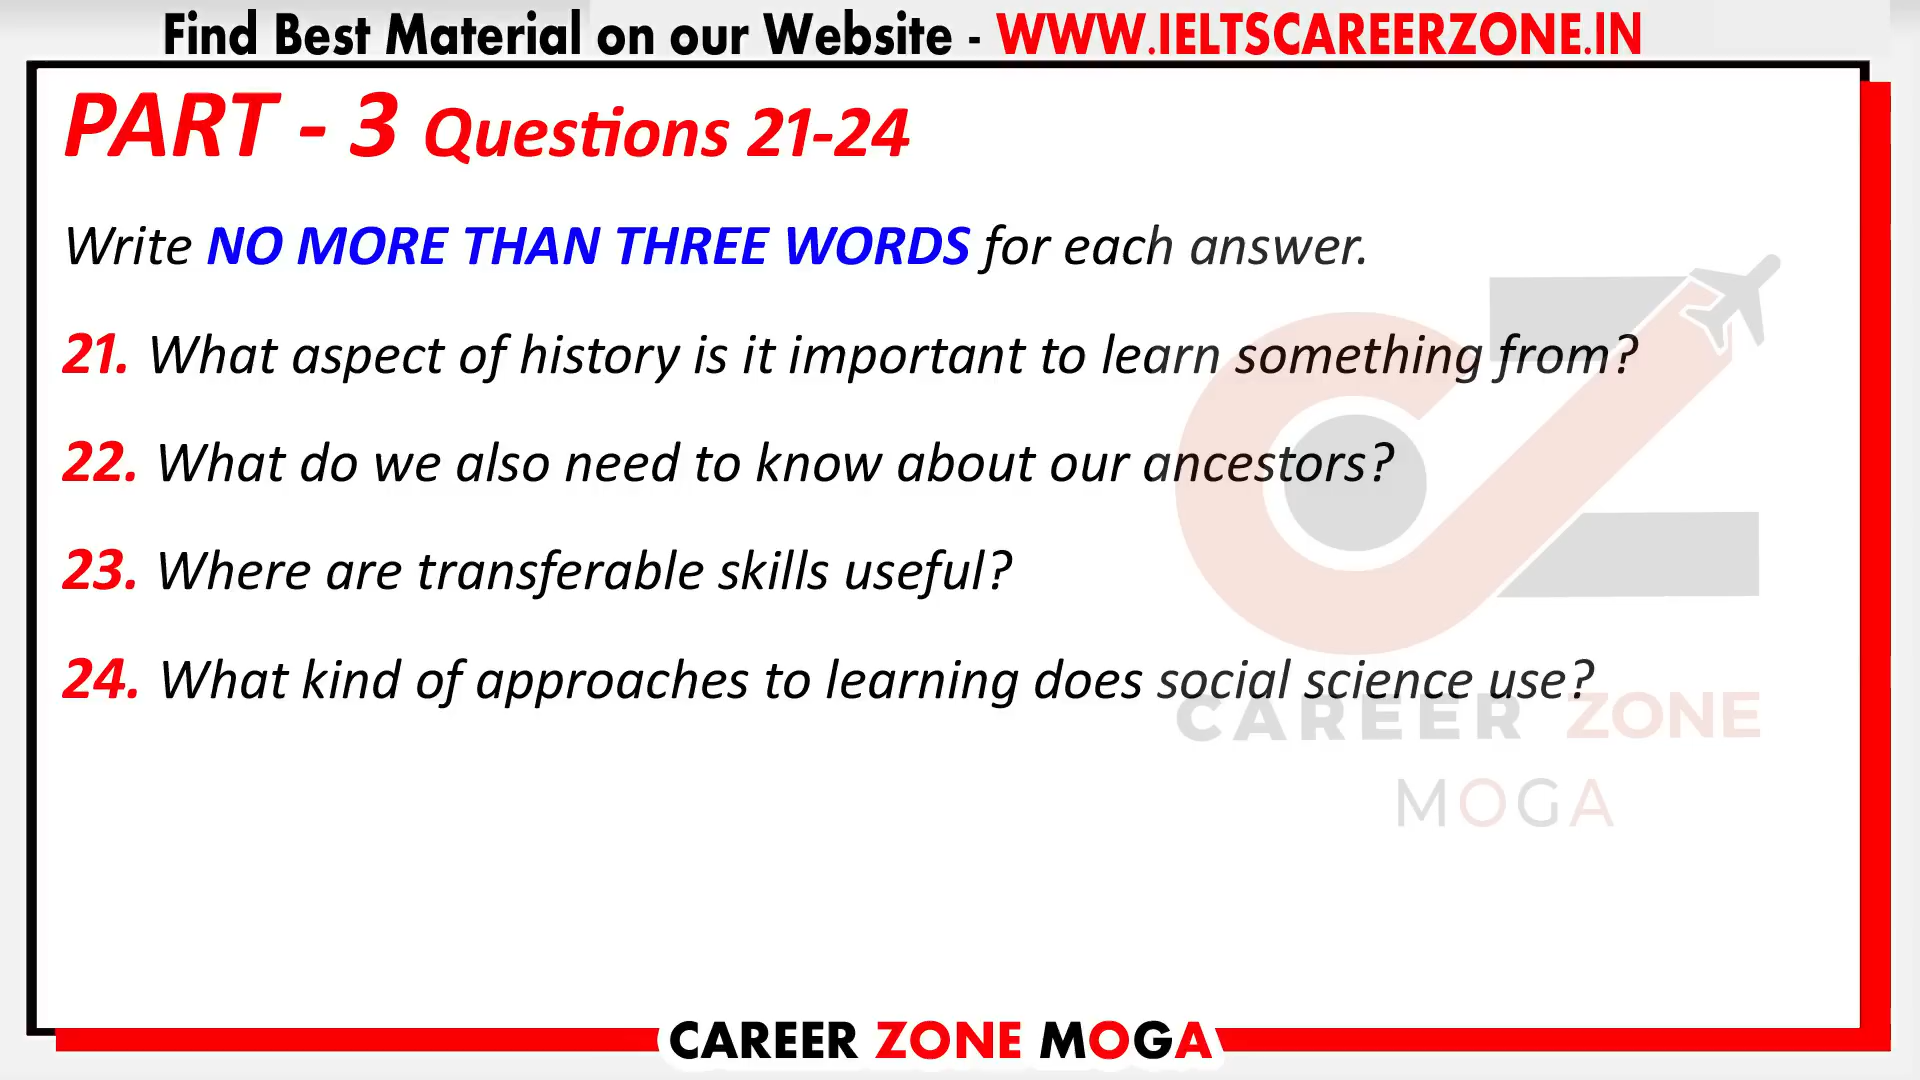 Find Best Material on our Website - WWW.IELTSCAREERZONE.IN
PART - 3 Questions 21-24
Write NO MORE THAN THREE WORDS for each answer.
21. What aspect of history is it important to learn something from?
22. What do we also need to know about our ancestors?
23. Where are transferable skills useful?
24. What kind of approaches to learning does social science use?
CAREER ZONE
MOGA
CAREER ZONE MOGA